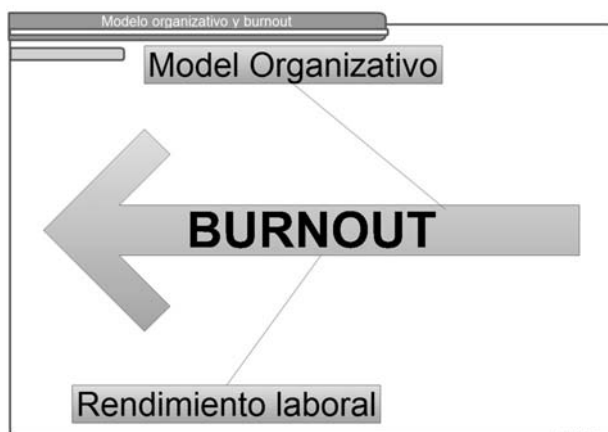 Modelo organizativo y burnout
Model Organizativo
BURNOUT
Rendimiento laboral